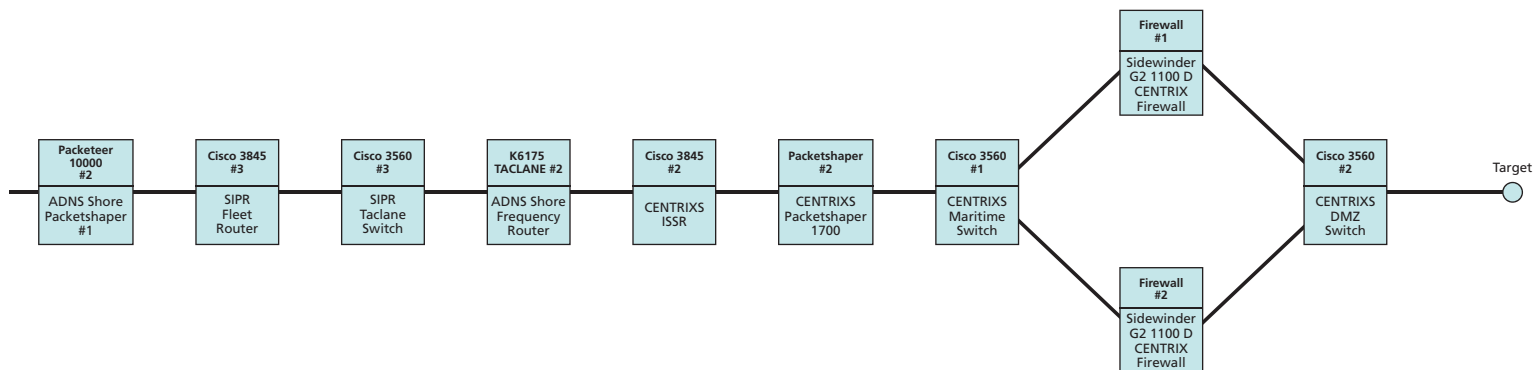 Packeteer
10000
#2
ADNS Shore
Packetshaper
#1
Cisco 3845
#3
SIPR
Fleet
Router
Cisco 3560
#3
SIPR
Taclane
Switch
K6175
TACLANE #2
ADNS Shore
Frequency
Router
Cisco 3845
#2
CENTRIXS
ISSR
Packetshaper
#2
CENTRIXS
Packetshaper
1700
Cisco 3560
#1
CENTRIXS
Maritime
Switch
Firewall
#1
Sidewinder
G2 1100 D
CENTRIX
Firewall
Firewall
#2
Sidewinder
G2 1100 D
CENTRIX
Firewall
Cisco 3560
#2
CENTRIXS
DMZ
Switch
Target